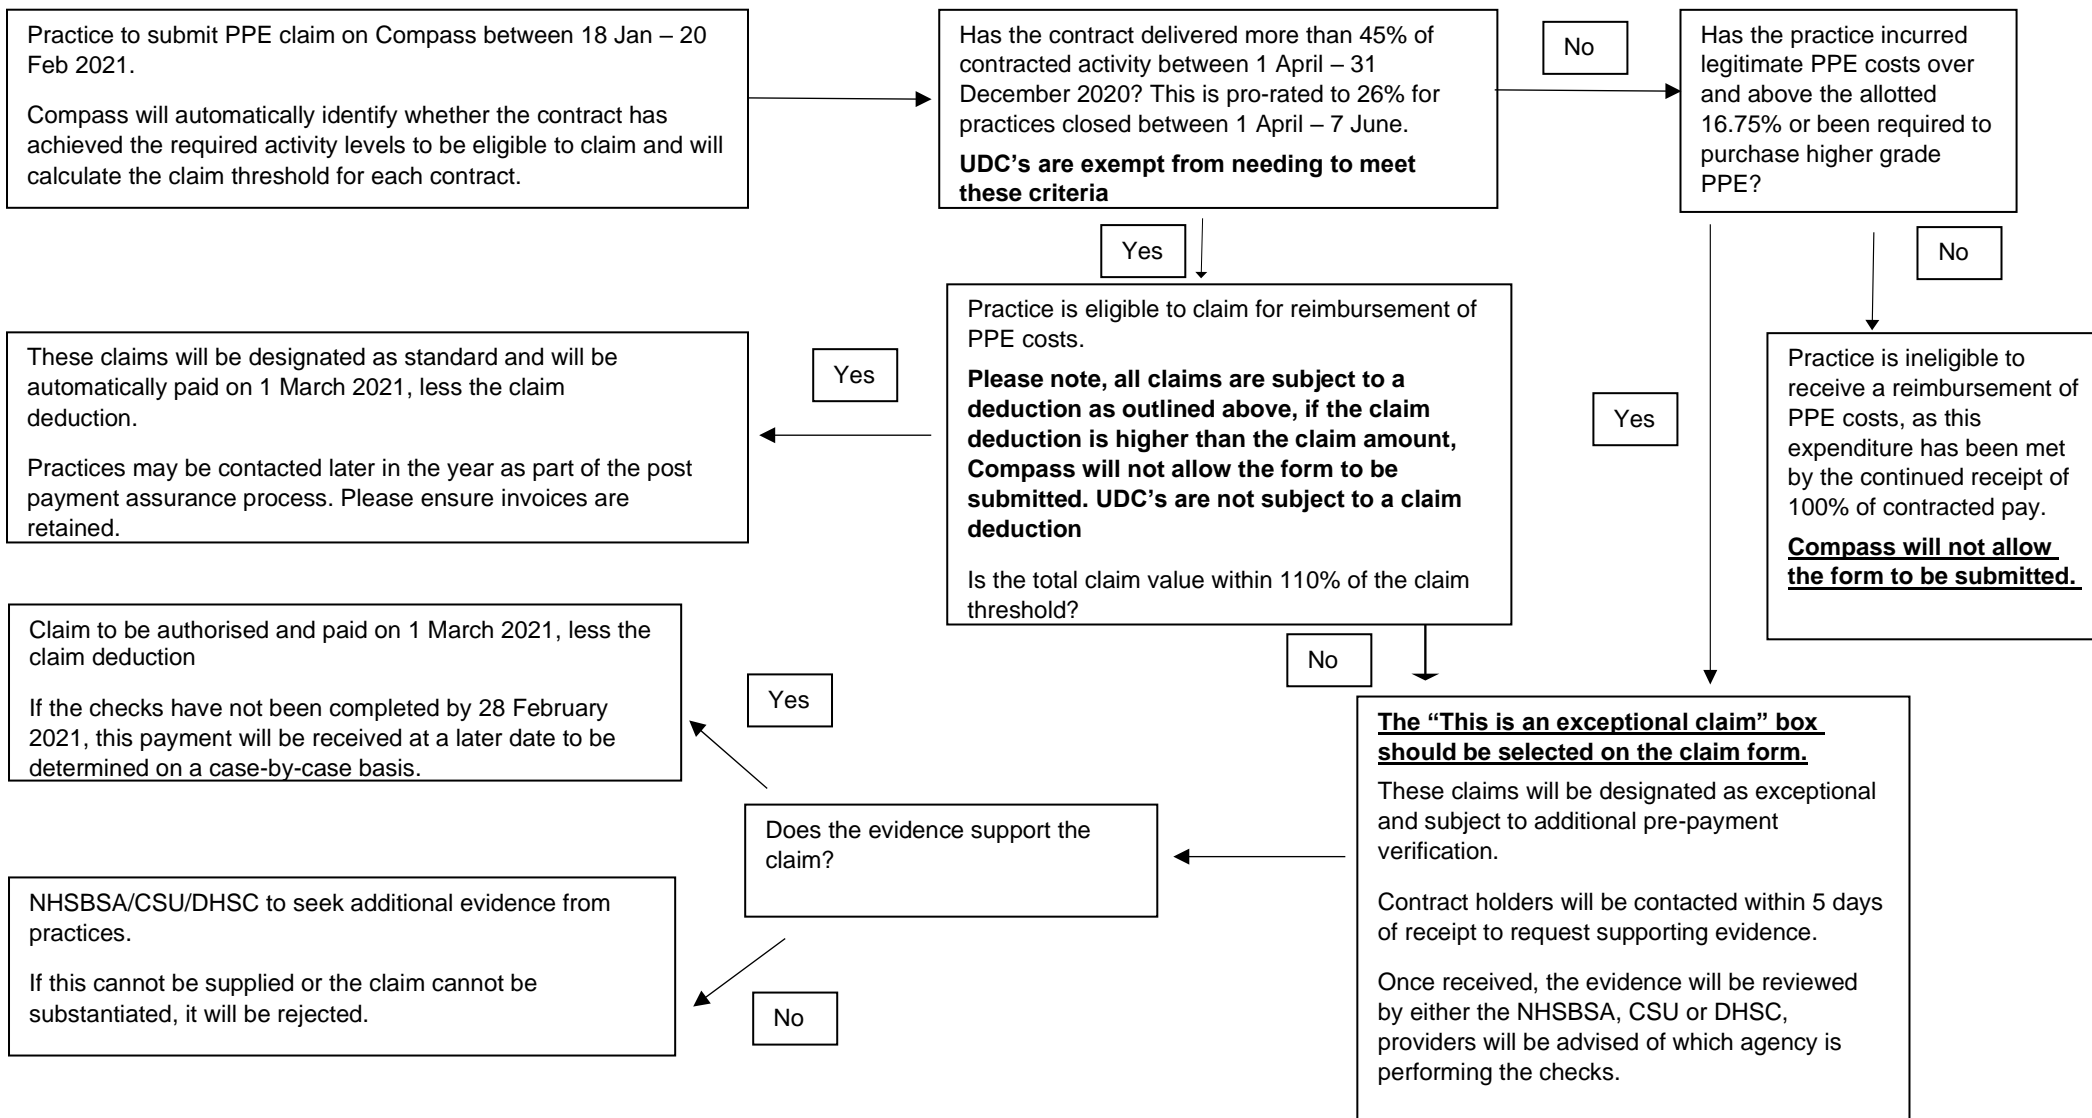 Practice to submit PPE claim on Compass between 18 Jan – 20
Feb 2021.
Compass will automatically identify whether the contract has
achieved the required activity levels to be eligible to claim and will
calculate the claim threshold for each contract.
Has the contract delivered more than 45% of
contracted activity between 1 April – 31
December 2020? This is pro-rated to 26% for
practices closed between 1 April – 7 June.
UDC's are exempt from needing to meet
these criteria
No
Has the practice incurred
legitimate PPE costs over
and above the allotted
16.75% or been required to
purchase higher grade
PPE?
Yes
No
Practice is eligible to claim for reimbursement of
PPE costs.
Please note, all claims are subject to a
deduction as outlined above, if the claim
deduction is higher than the claim amount,
Compass will not allow the form to be
submitted. UDC's are not subject to a claim
deduction
Is the total claim value within 110% of the claim
threshold?
Yes
These claims will be designated as standard and will be
automatically paid on 1 March 2021, less the claim
deduction.
Practices may be contacted later in the year as part of the post
payment assurance process. Please ensure invoices are
retained.
Yes
Practice is ineligible to
receive a reimbursement of
PPE costs, as this
expenditure has been met
by the continued receipt of
100% of contracted pay.
Compass will not allow
the form to be submitted.
No
Claim to be authorised and paid on 1 March 2021, less the
claim deduction
If the checks have not been completed by 28 February
2021, this payment will be received at a later date to be
determined on a case-by-case basis.
Yes
The “This is an exceptional claim” box
should be selected on the claim form.
These claims will be designated as exceptional
and subject to additional pre-payment
verification.
Contract holders will be contacted within 5 days
of receipt to request supporting evidence.
Once received, the evidence will be reviewed
by either the NHSBSA, CSU or DHSC,
providers will be advised of which agency is
performing the checks.
Does the evidence support the
claim?
NHSBSA/CSU/DHSC to seek additional evidence from
practices.
If this cannot be supplied or the claim cannot be
substantiated, it will be rejected.
No